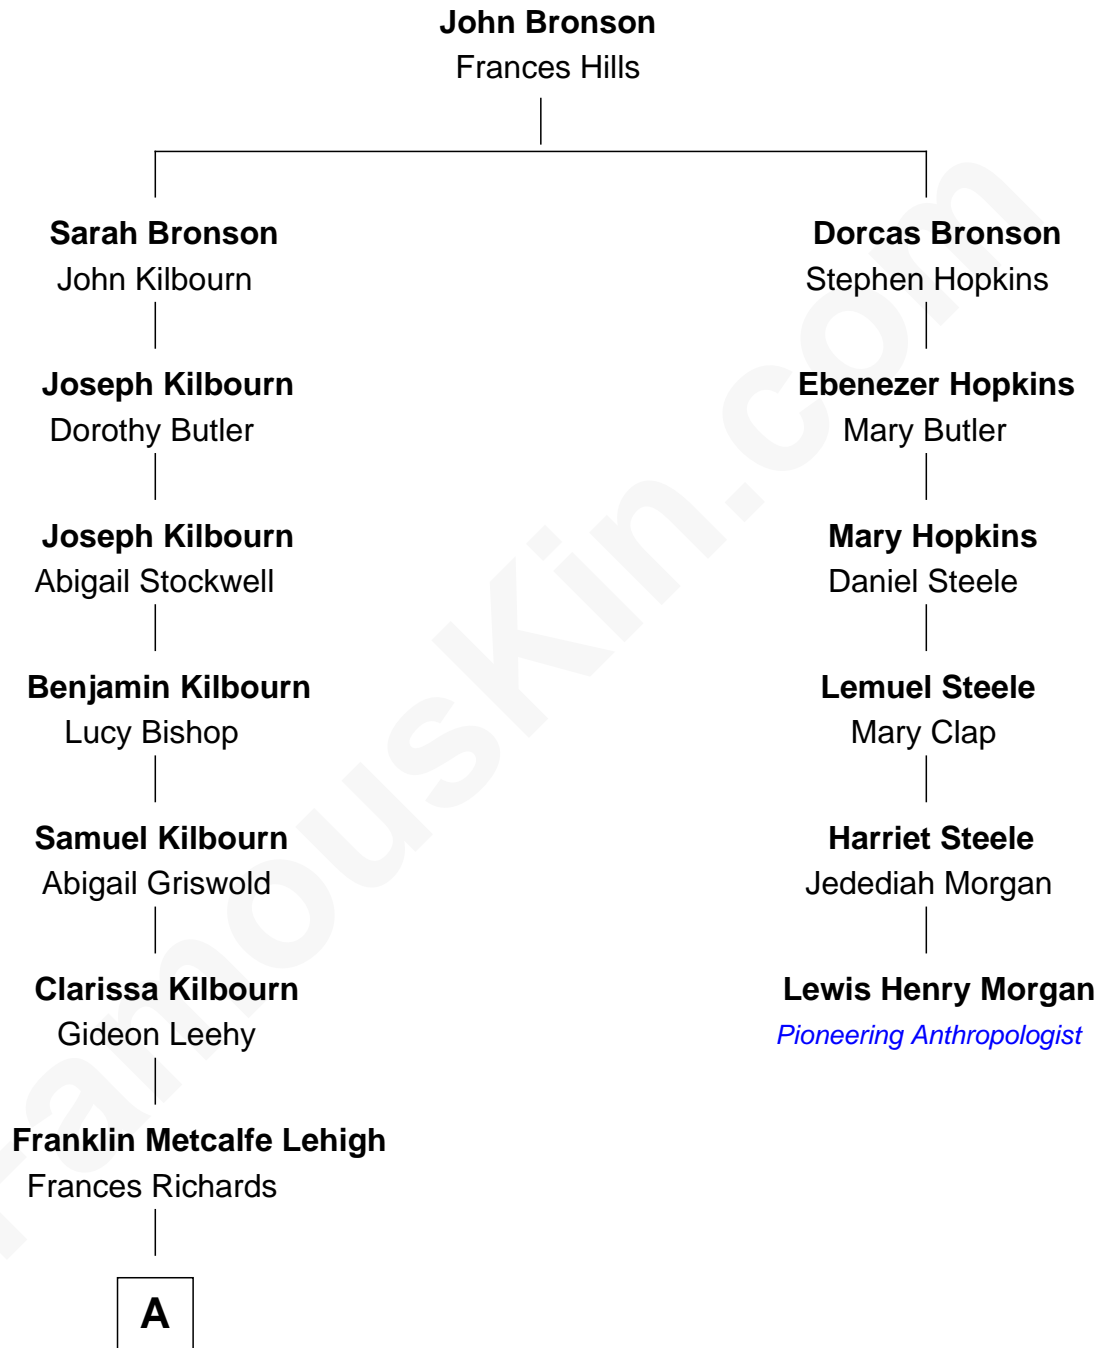 John Bronson
Frances Hills
Sarah Bronson
John Kilbourn
Dorcas Bronson
Stephen Hopkins
Joseph Kilbourn
Dorothy Butler
Ebenezer Hopkins
Mary Butler
Joseph Kilbourn
Abigail Stockwell
Mary Hopkins
Daniel Steele
Benjamin Kilbourn
Lucy Bishop
Lemuel Steele
Mary Clap
Samuel Kilbourn
Abigail Griswold
Harriet Steele
Jedediah Morgan
Clarissa Kilbourn
Gideon Leehy
Lewis Henry Morgan
Pioneering Anthropologist
Franklin Metcalfe Lehigh
Frances Richards
A
FamousKin.com